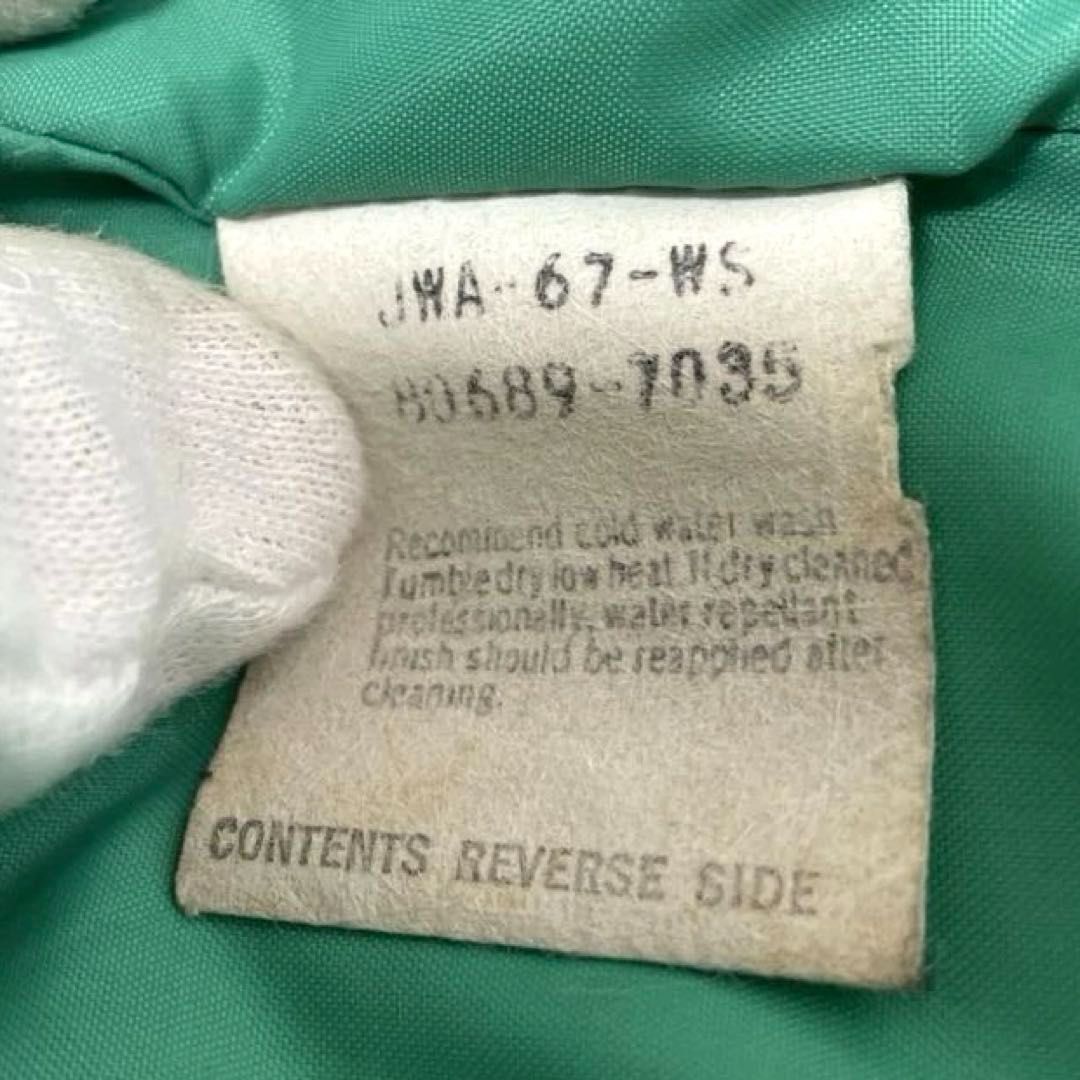 JWA-67-WS
80689-7035
Recommend cold water wash
Tumble dry low heat If dry cleaned
professionally, water repellant
finish should be reapplied after
cleaning.
CONTENTS REVERSE SIDE